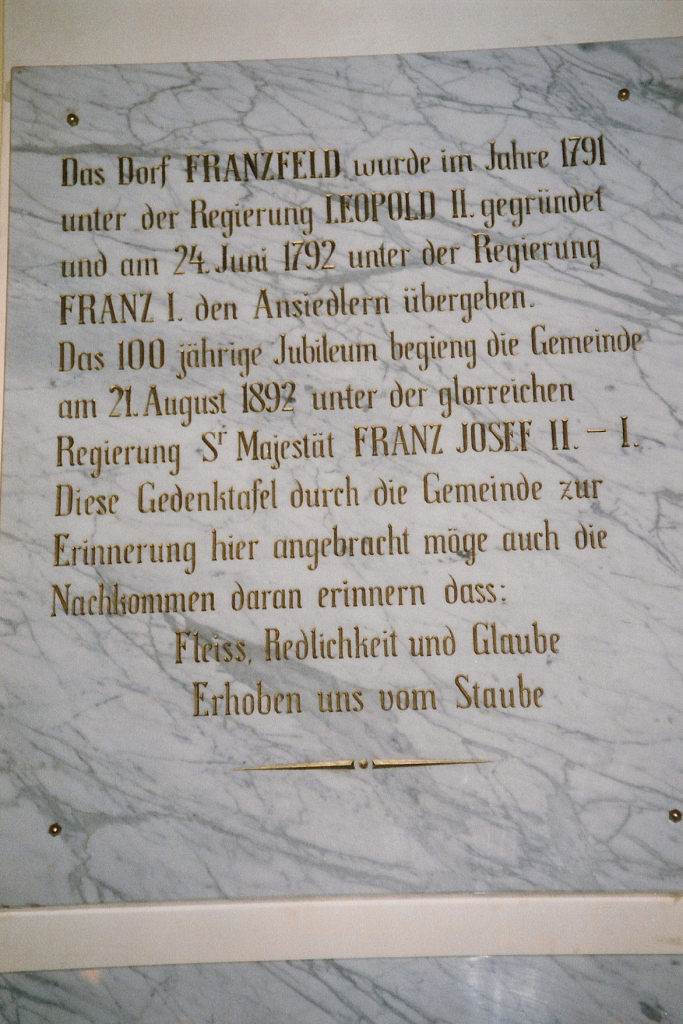 Das Dorf FRANZFELD wurde im Jahre 1791
unter der Regierung LEOPOLD II. gegründet
und am 24. Juni 1792 unter der Regierung
FRANZ I. den Ansiedlern übergeben.
Das 100 jährige Jubileum begieng die Gemeinde
am 21. August 1892 unter der glorreichen
Regierung Sr Majestät FRANZ JOSEF II. – I.
Diese Gedenktafel durch die Gemeinde zur
Erinnerung hier angebracht möge auch die
Nachkommen daran erinnern dass:
Fleiss, Redlichkeit und Glaube
Erhoben uns vom Staube